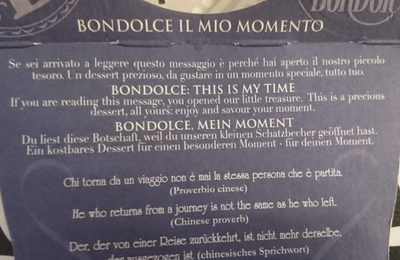 BONDOLCE IL MIO MOMENTO
Se sei arrivato a leggere questo messaggio è perché hai aperto il nostro piccolo
tesoro. Un dessert prezioso, da gustare in un momento speciale, tutto tuo.
BONDOLCE: THIS IS MY TIME
If you are reading this message, you opened our little treasure. This is a precious
dessert, all yours: enjoy and savour your moment.
BONDOLCE, MEIN MOMENT
Du liest diese Botschaft, weil du unseren kleinen Schatzbecher geöffnet hast.
Ein kostbares Dessert für einen besonderen Moment - für deinen Moment.
Chi torna da un viaggio non è mai la stessa persona che è partita.
(Proverbio cinese)
He who returns from a journey is not the same as he who left.
(Chinese proverb)
Der, der von einer Reise zurückkehrt, ist nicht mehr derselbe,
ausgezogen ist (chinesisches Sprichwort)